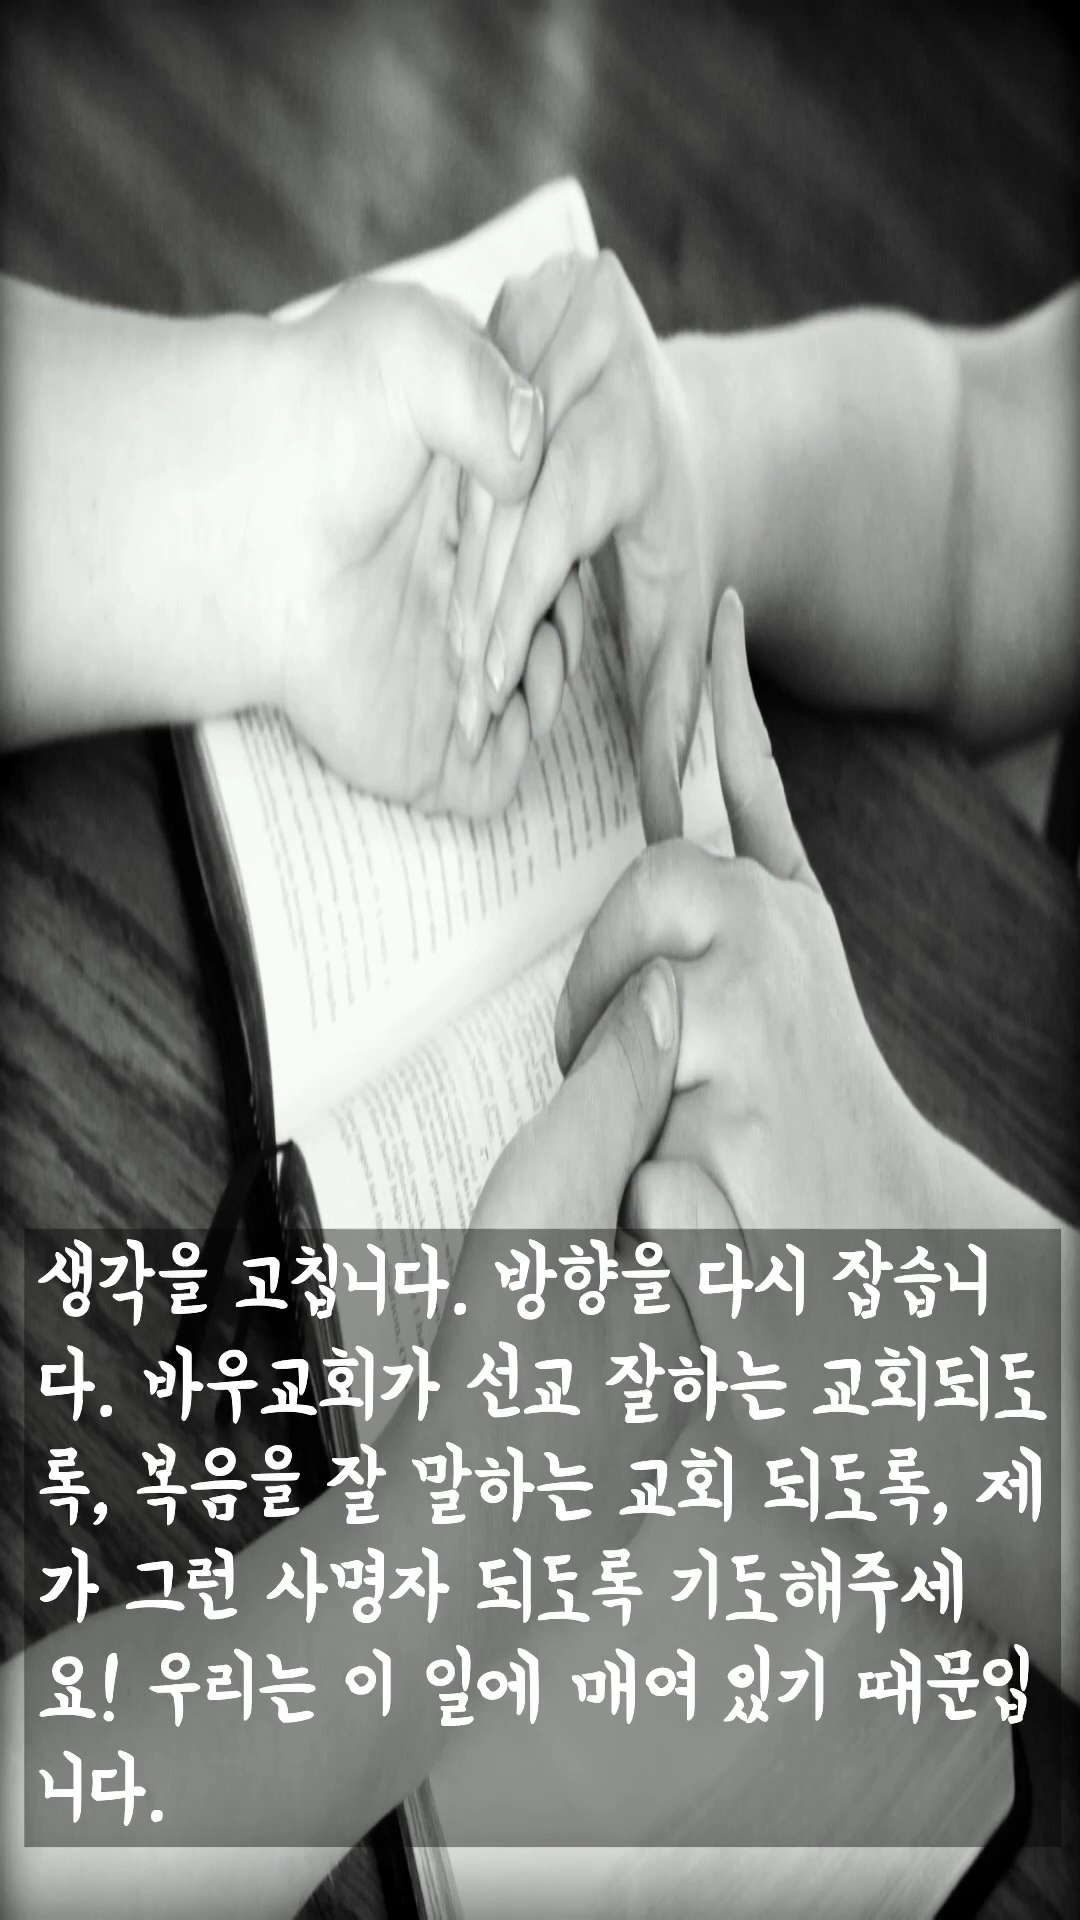 생각을 고칩니다. 방향을 다시 잡습니
다. 바우교회가 선교 잘하는 교회되도
록, 복음을 잘 말하는 교회 되도록, 제
가 그런 사명자 되도록 기도해주세
요! 우리는 이 일에 매여 있기 때문입
니다.